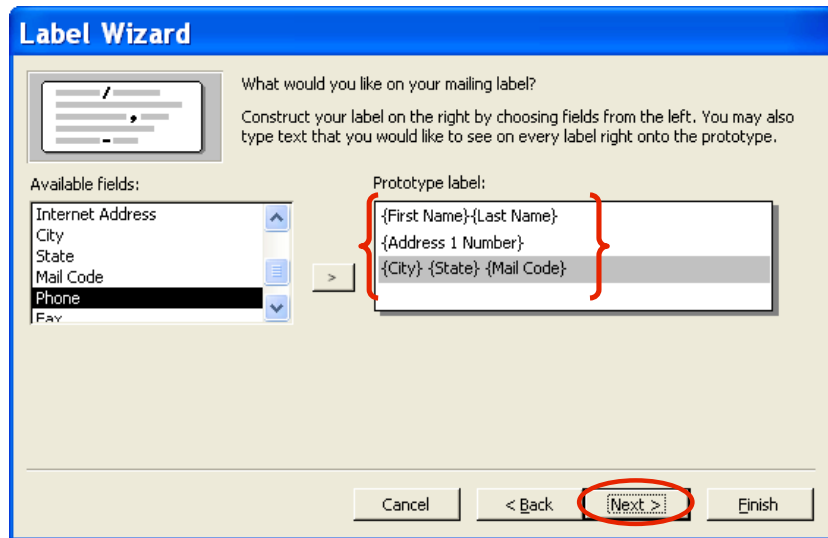 Label Wizard
What would you like on your mailing label?
Construct your label on the right by choosing fields from the left. You may also
type text that you would like to see on every label right onto the prototype.
Available fields:
Internet Address
City
State
Mail Code
Phone
Fax
>
Prototype label:
{First Name}{Last Name}
{Address 1 Number}
{City} {State} {Mail Code}
Cancel
< Back
Next >
Finish